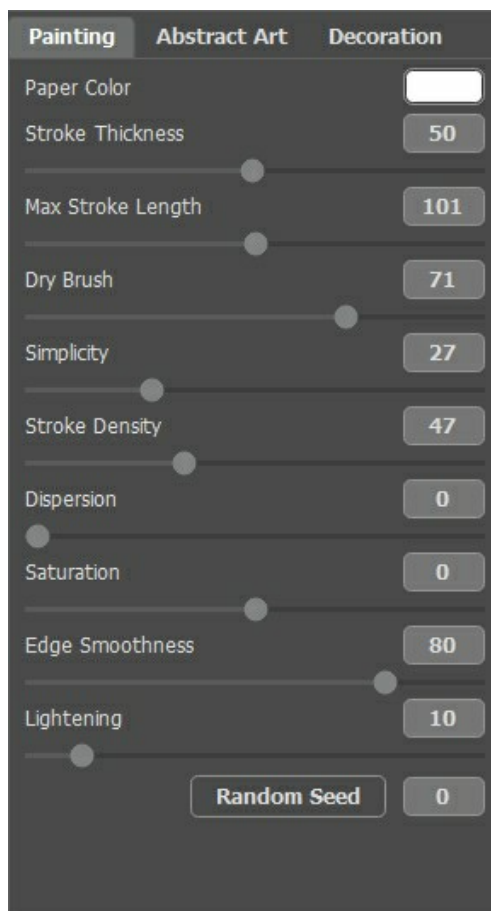 Painting Abstract Art Decoration
Paper Color
Stroke Thickness 50
Max Stroke Length 101
Dry Brush 71
Simplicity 27
Stroke Density 47
Dispersion 0
Saturation 0
Edge Smoothness 80
Lightening 10
Random Seed 0